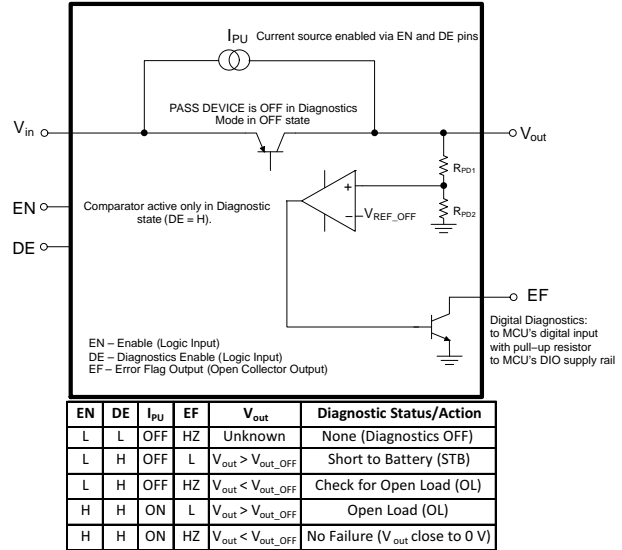 IPU Current source enabled via EN and DE pins
PASS DEVICE is OFF in Diagnostics
Mode in OFF state
Vin
Vout
RPD1
+
Comparator active only in Diagnostic
state (DE = H).
−
VREF_OFF
RPD2
EN
DE
EF
Digital Diagnostics:
to MCU's digital input
with pull−up resistor
to MCU's DIO supply rail
EN – Enable (Logic Input)
DE – Diagnostics Enable (Logic Input)
EF – Error Flag Output (Open Collector Output)
EN DE IPU EF Vout Diagnostic Status/Action
L L OFF HZ Unknown None (Diagnostics OFF)
L H OFF L Vout > Vout_OFF Short to Battery (STB)
L H OFF HZ Vout < Vout_OFF Check for Open Load (OL)
H H ON L Vout > Vout_OFF Open Load (OL)
H H ON HZ Vout < Vout_OFF No Failure (Vout close to 0 V)